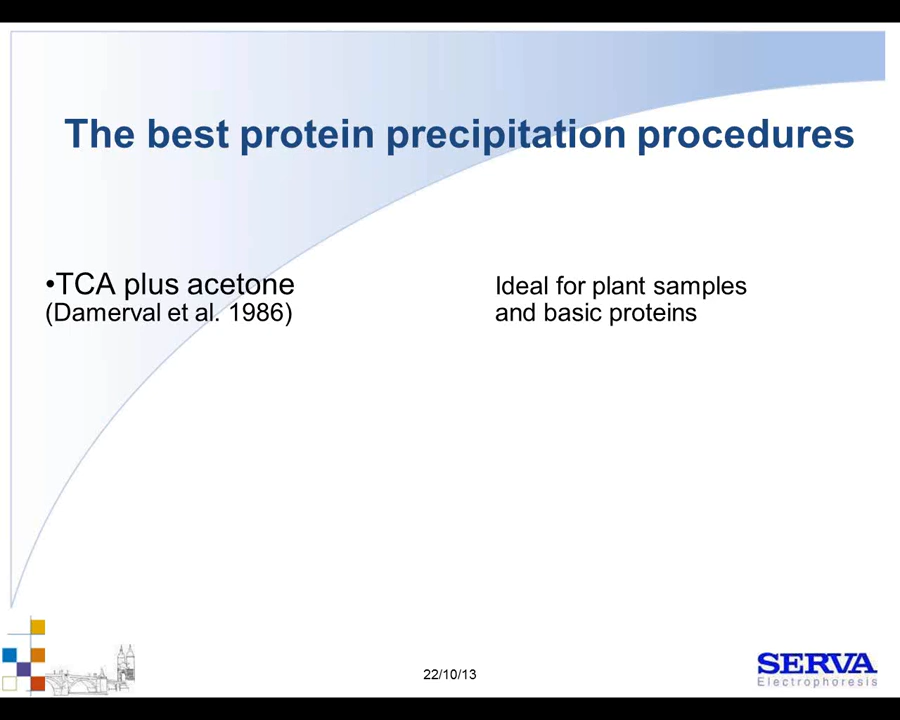 The best protein precipitation procedures
•TCA plus acetone
(Damerval et al. 1986)
Ideal for plant samples
and basic proteins
22/10/13
SERVA
Electrophoresis